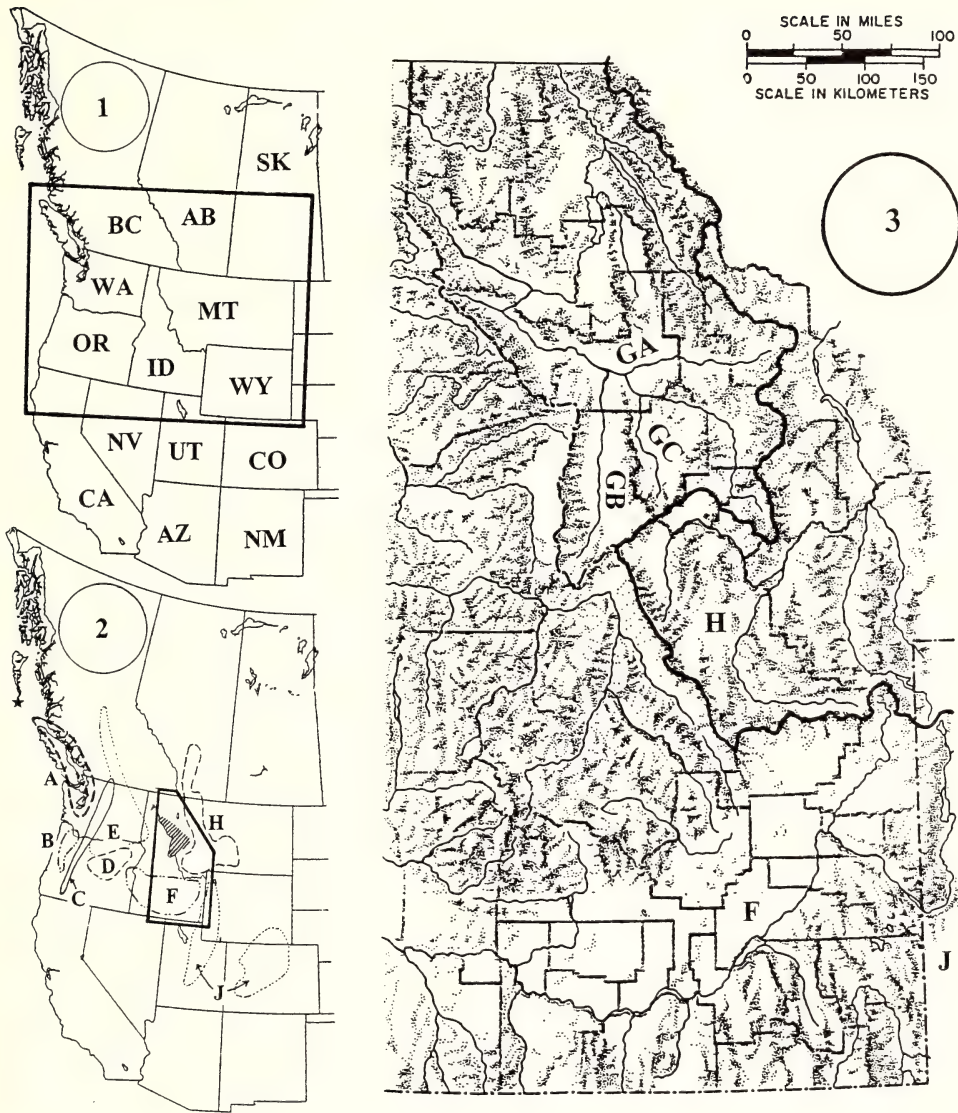 SCALE IN MILES
0 50 100
0 50 100 150
SCALE IN KILOMETERS
1
SK
BC
AB
WA
MT
OR
ID
WY
NV
UT
CO
CA
AZ
NM
2
A
B
E
D
C
H
F
J
3
GA
GC
GB
H
F
J